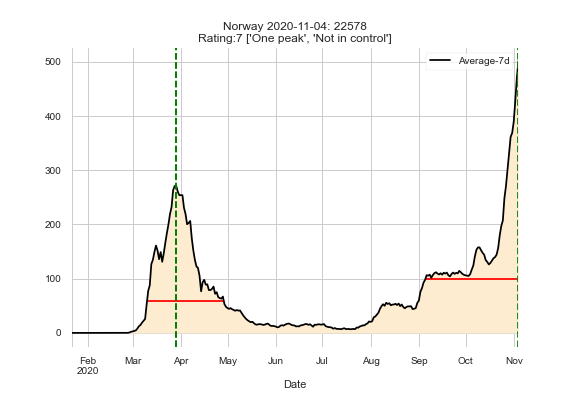 Norway 2020-11-04: 22578
Rating:7 ['One peak', 'Not in control']
Average-7d
500
400
300
200
100
0
Feb Mar Apr May Jun Jul Aug Sep Oct Nov
2020
Date